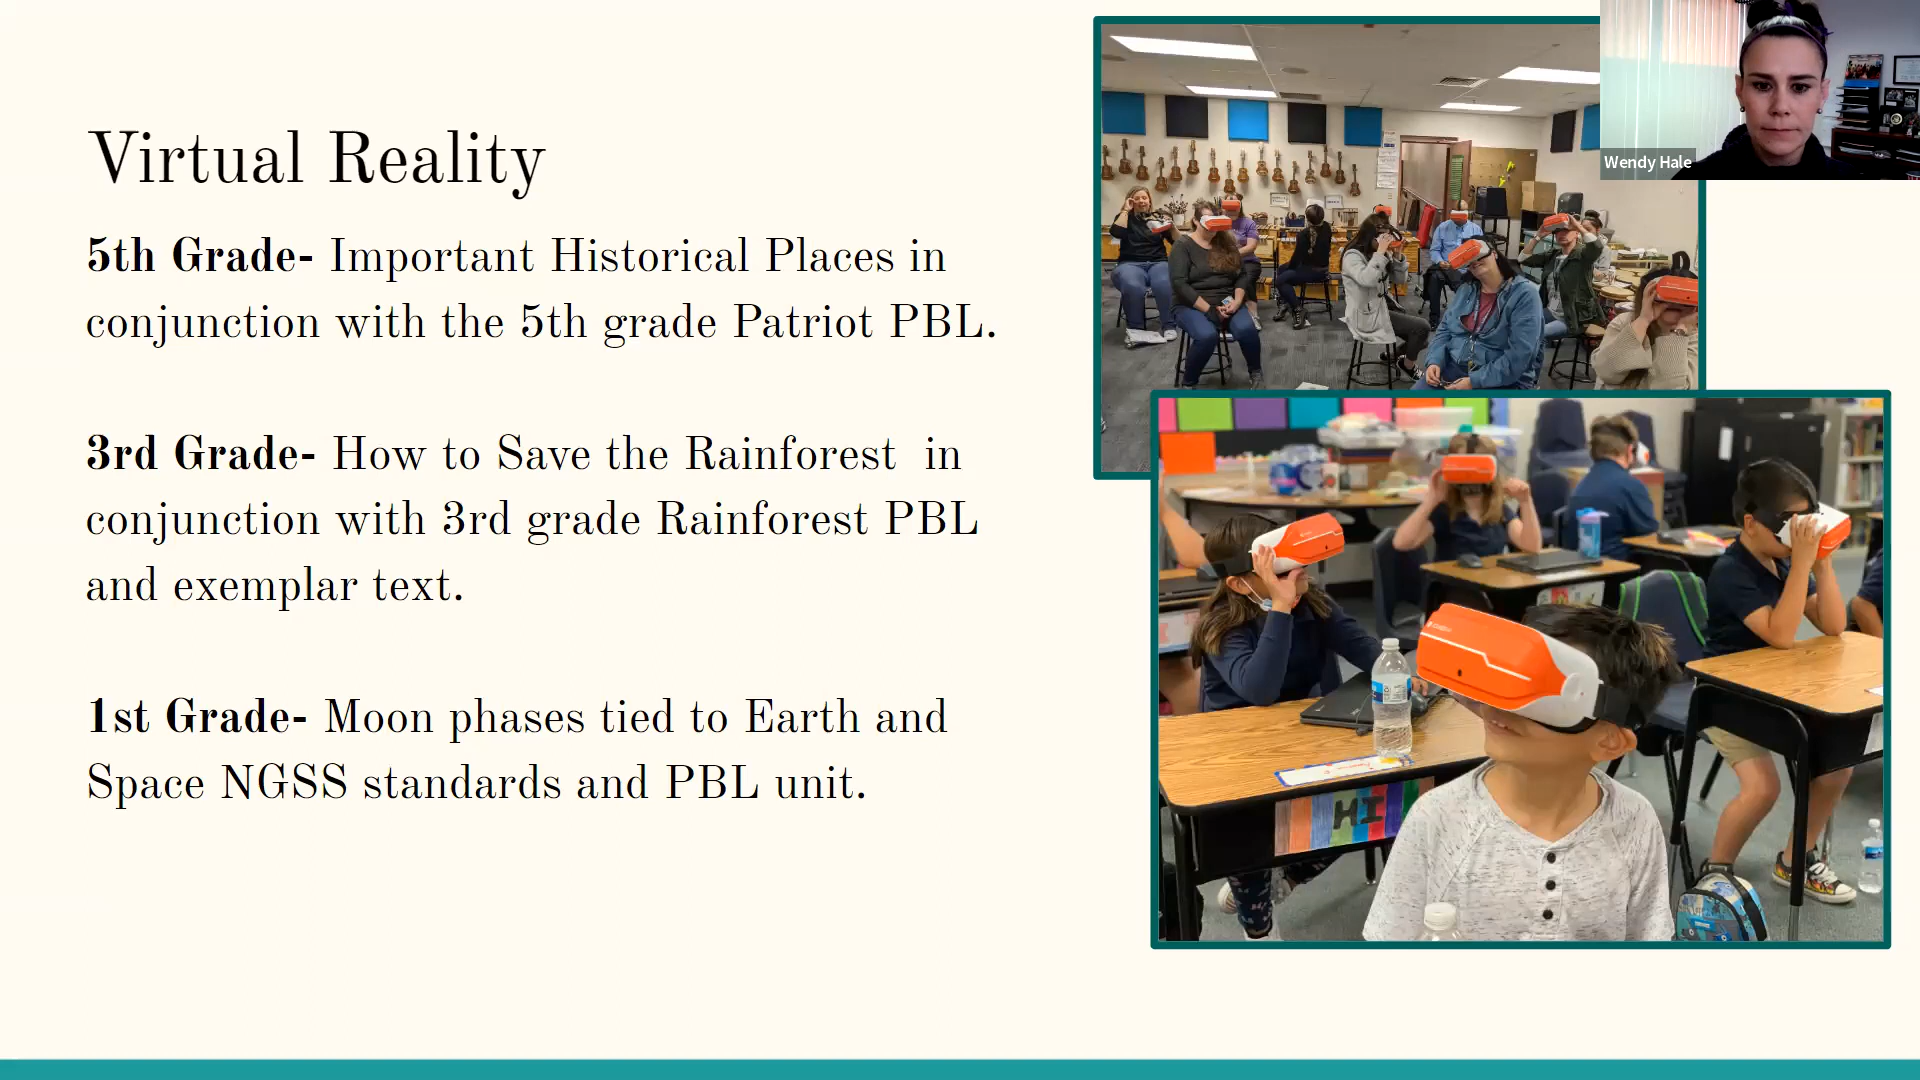 Virtual Reality
5th Grade- Important Historical Places in
conjunction with the 5th grade Patriot PBL.
3rd Grade- How to Save the Rainforest in
conjunction with 3rd grade Rainforest PBL
and exemplar text.
1st Grade- Moon phases tied to Earth and
Space NGSS standards and PBL unit.
Wendy Hale
HI